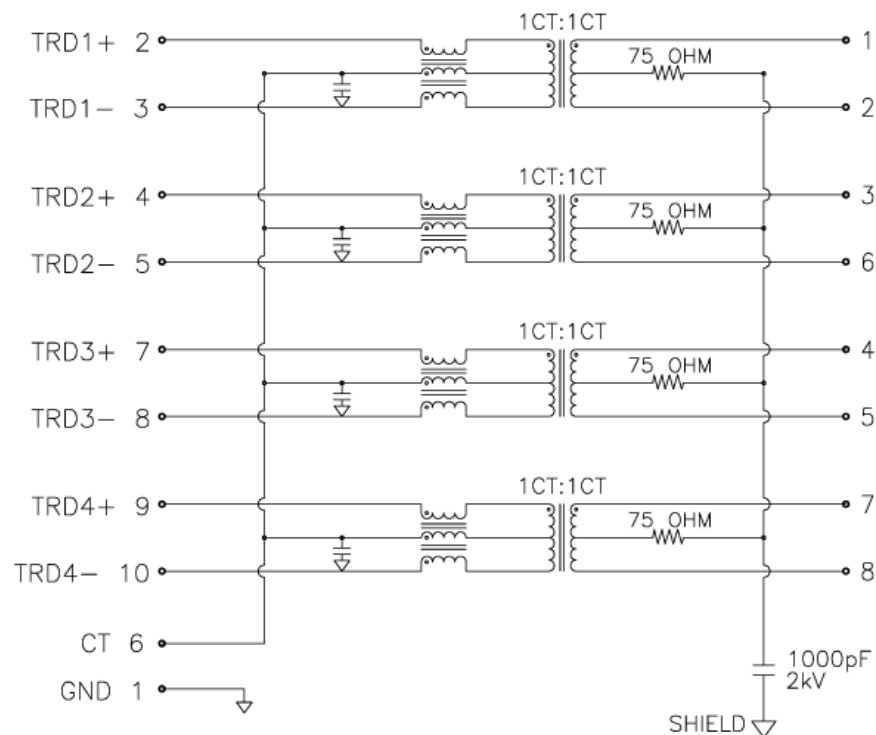 1CT:1CT
TRD1+ 2
1
75 OHM
TRD1- 3
2
1CT:1CT
TRD2+ 4
3
75 OHM
TRD2- 5
6
1CT:1CT
TRD3+ 7
4
75 OHM
TRD3- 8
5
1CT:1CT
TRD4+ 9
7
75 OHM
TRD4- 10
8
CT 6
1000pF
2kV
GND 1
SHIELD